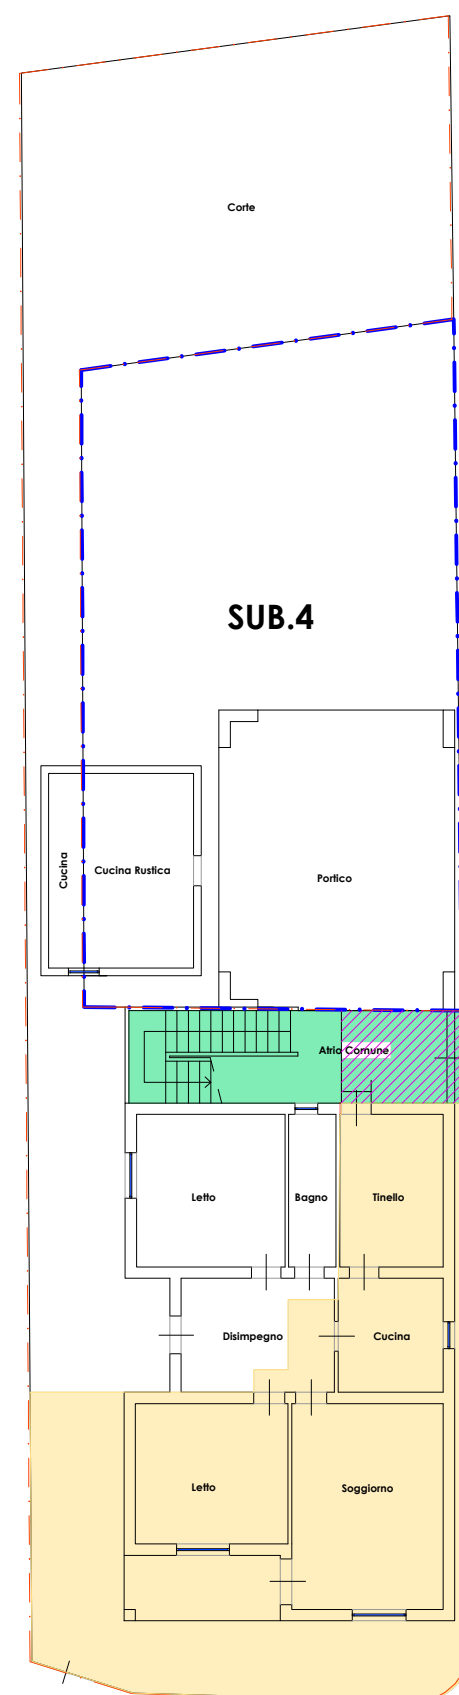 Corte
SUB.4
Cucina
Cucina Rustica
Portico
Atrio Comune
Letto
Bagno
Tinello
Disimpegno
Cucina
Letto
Soggiorno